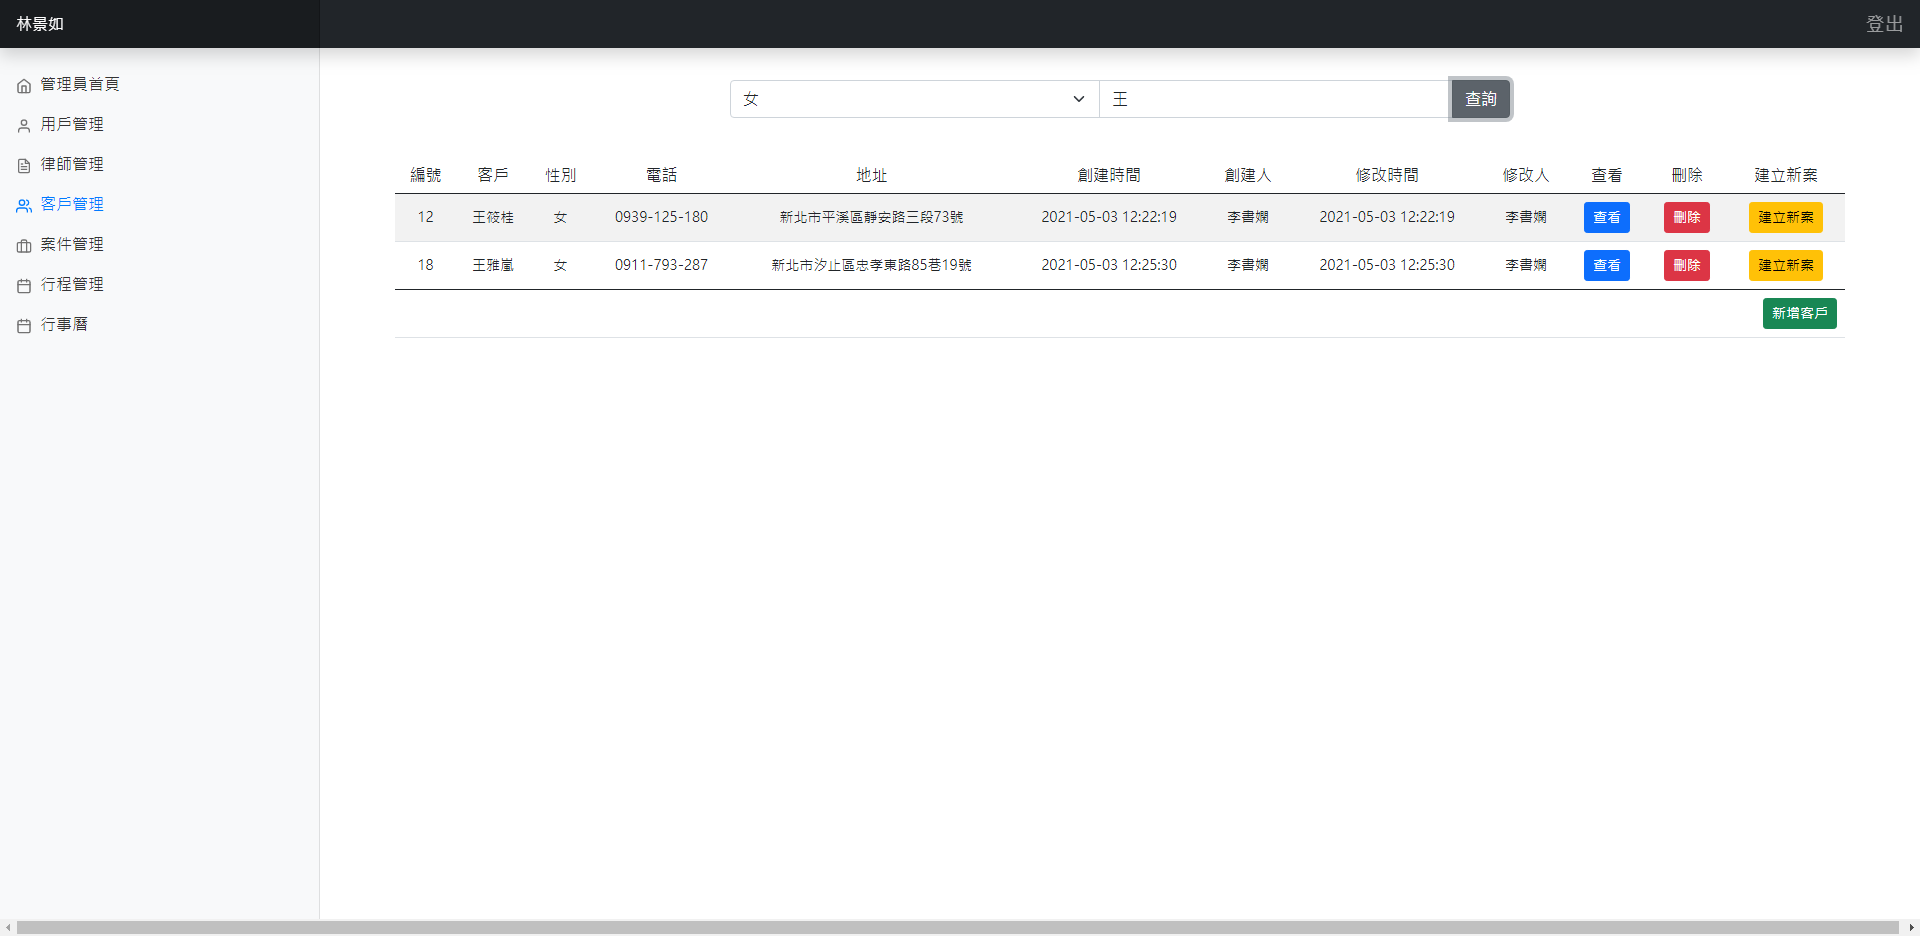 林景如
登出
管理員首頁
用戶管理
律師管理
客戶管理
案件管理
行程管理
行事曆
女 王 查詢
編號 客戶 性別 電話 地址 創建時間 創建人 修改時間 修改人 查看 刪除 建立新案
12 王筱桂 女 0939-125-180 新北市平溪區靜安路三段73號 2021-05-03 12:22:19 李書嫻 2021-05-03 12:22:19 李書嫻 查看 刪除 建立新案
18 王雅嵐 女 0911-793-287 新北市汐止區忠孝東路85巷19號 2021-05-03 12:25:30 李書嫻 2021-05-03 12:25:30 李書嫻 查看 刪除 建立新案
新增客戶